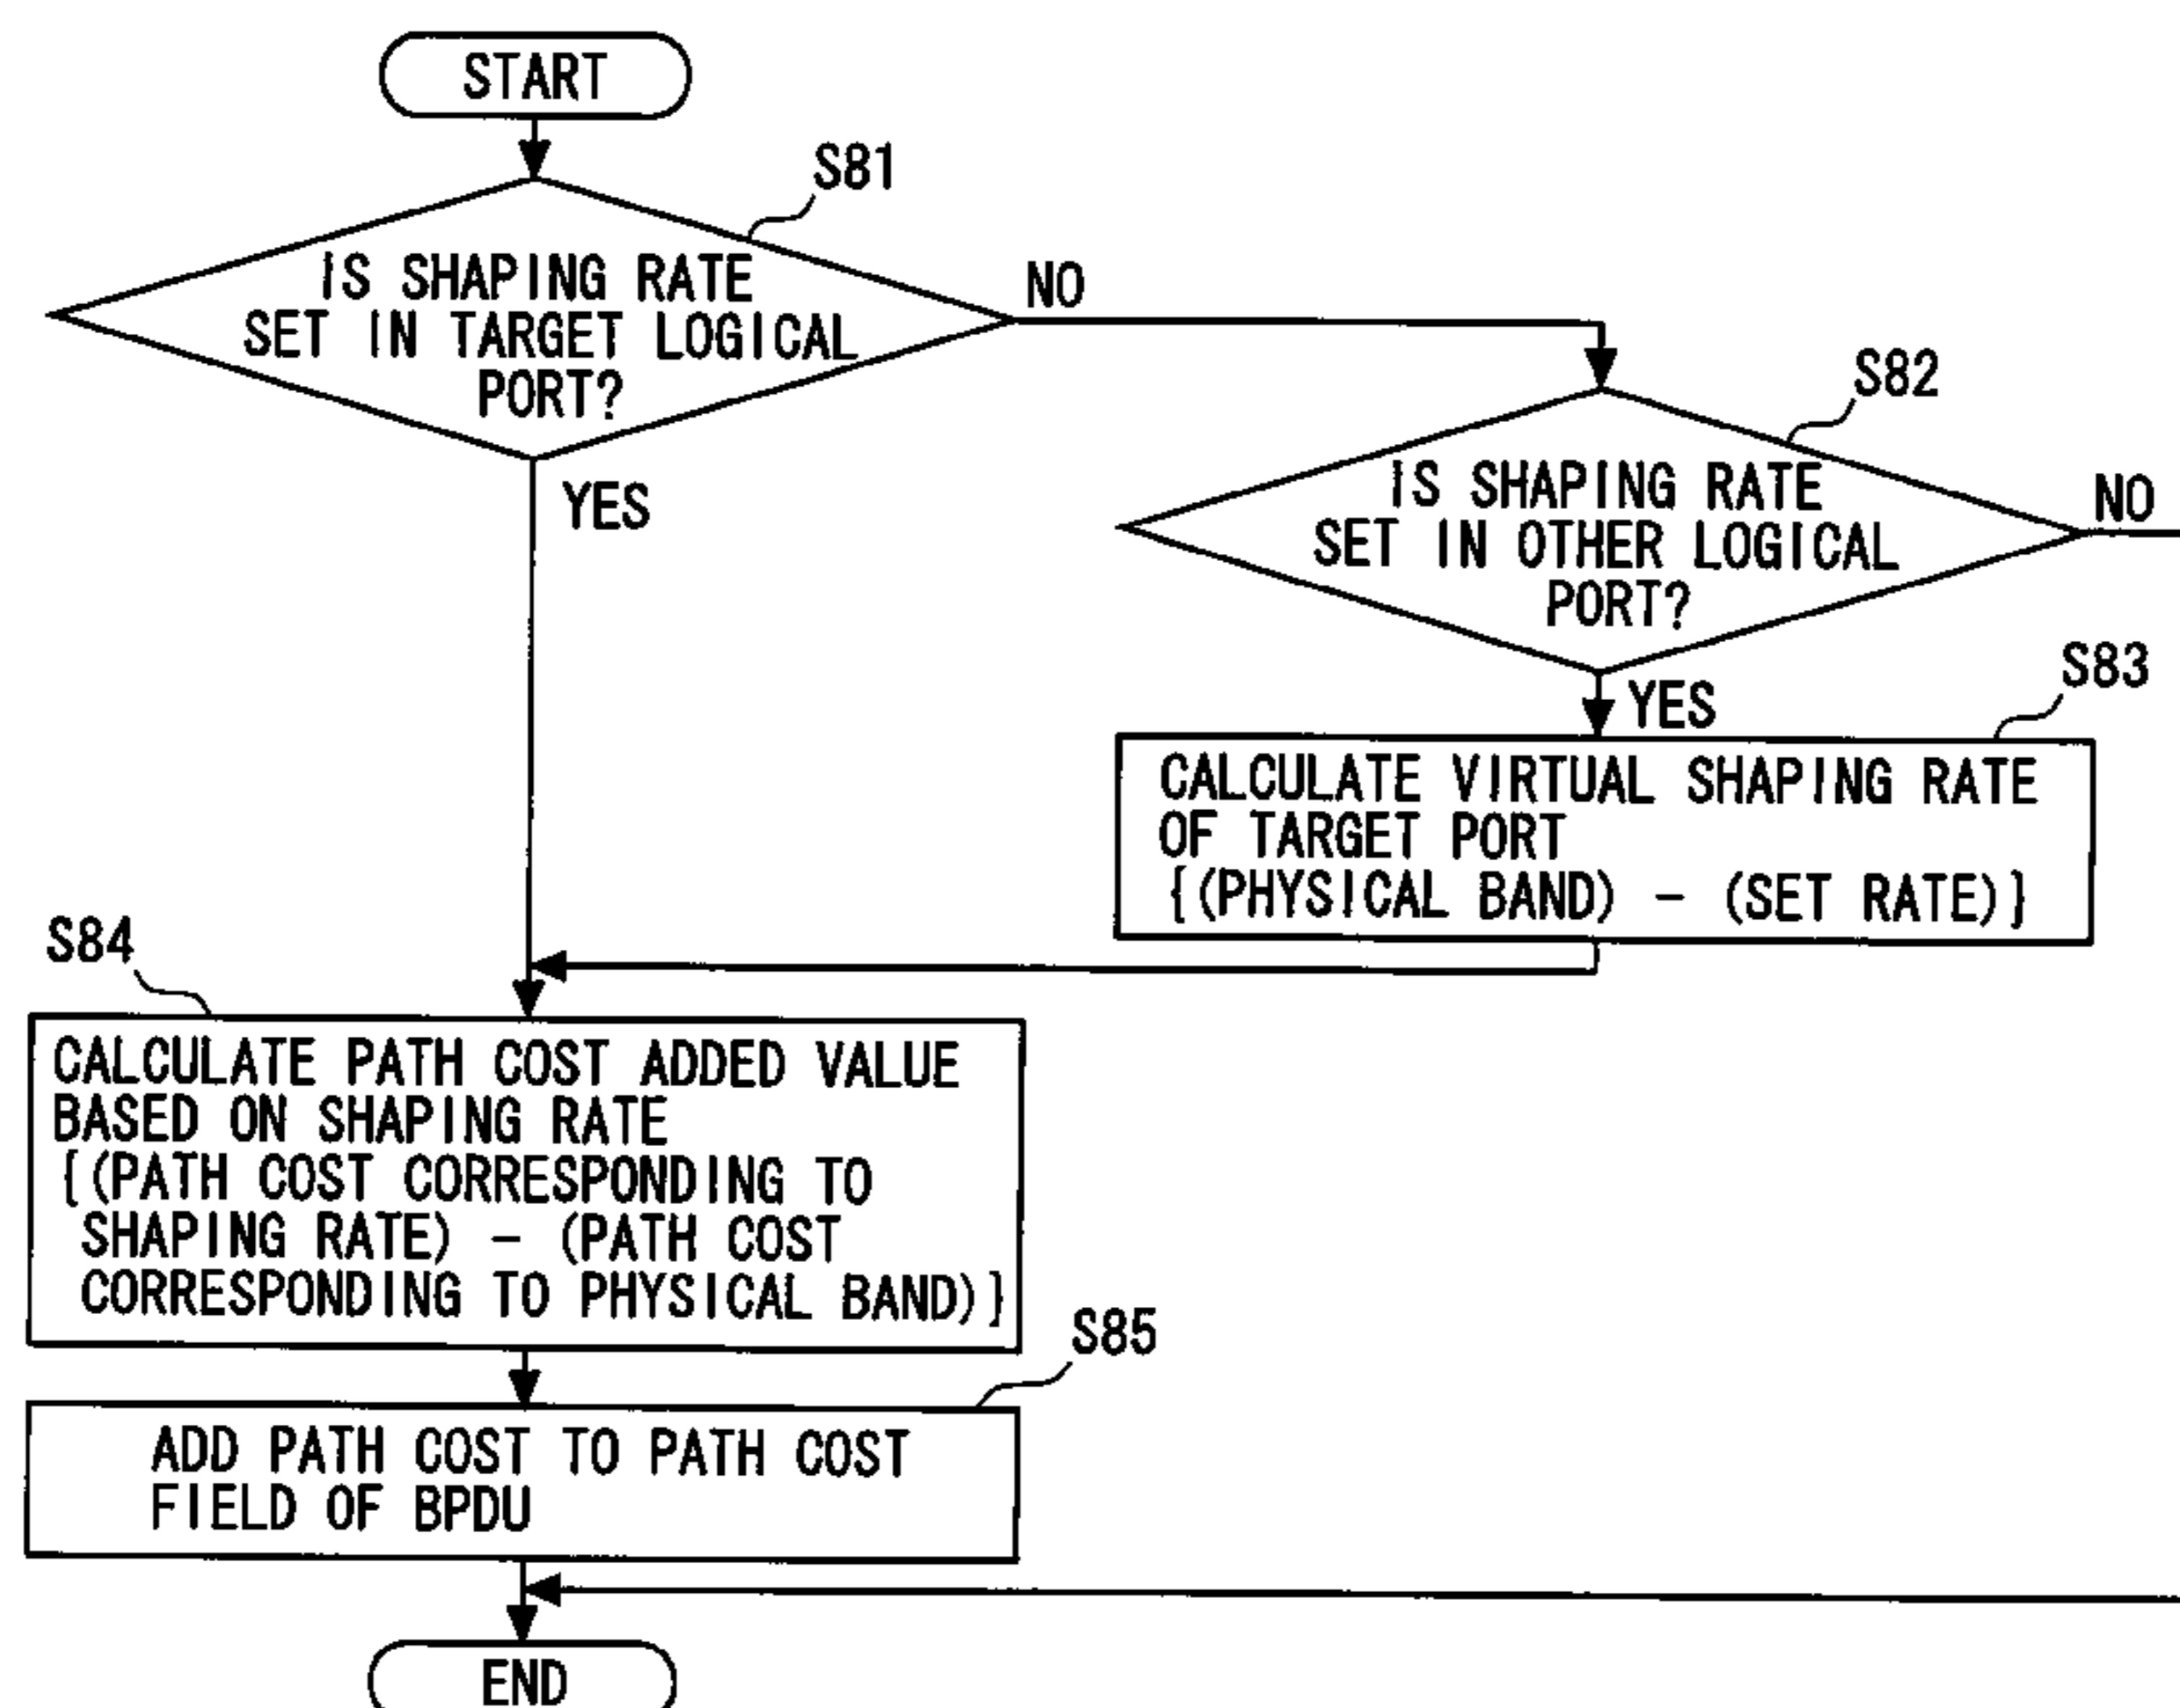 START
S81
IS SHAPING RATE
SET IN TARGET LOGICAL
PORT?
NO
YES
S82
IS SHAPING RATE
SET IN OTHER LOGICAL
PORT?
NO
YES
S83
CALCULATE VIRTUAL SHAPING RATE
OF TARGET PORT
{(PHYSICAL BAND) - (SET RATE)}
S84
CALCULATE PATH COST ADDED VALUE
BASED ON SHAPING RATE
{(PATH COST CORRESPONDING TO
SHAPING RATE) - (PATH COST
CORRESPONDING TO PHYSICAL BAND)}
S85
ADD PATH COST TO PATH COST
FIELD OF BPDU
END